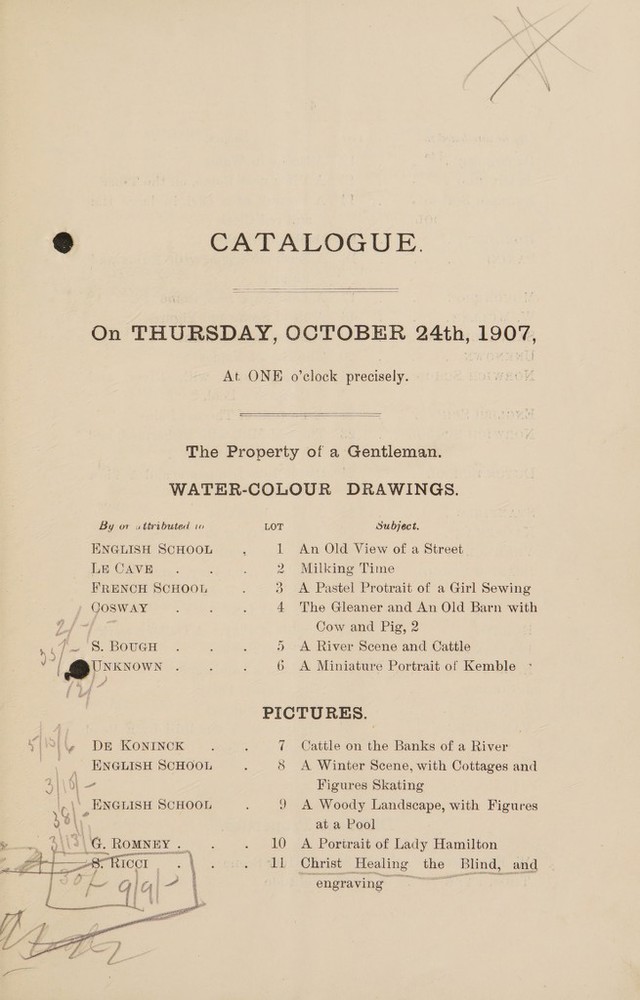 CATALOGUE.
On THURSDAY, OCTOBER 24th, 1907,
At ONE o'clock precisely.
The Property of a Gentleman.
WATER-COLOUR DRAWINGS.
By or attributed to LOT Subject.
ENGLISH SCHOOL . 1 An Old View of a Street
LE CAVE . . . 2 Milking Time
FRENCH SCHOOL . 3 A Pastel Protrait of a Girl Sewing
COSWAY . . . 4 The Gleaner and An Old Barn with
Cow and Pig, 2
2/-/-
S. BOUGH . . . 5 A River Scene and Cattle
UNKNOWN . . . 6 A Miniature Portrait of Kemble
12/-
PICTURES.
DE KONINCK . . 7 Cattle on the Banks of a River
ENGLISH SCHOOL . 8 A Winter Scene, with Cottages and
Figures Skating
ENGLISH SCHOOL . 9 A Woody Landscape, with Figures
at a Pool
G. ROMNEY . . . 10 A Portrait of Lady Hamilton
S. RICCI . . . 11 Christ Healing the Blind, and
engraving
9/9/-